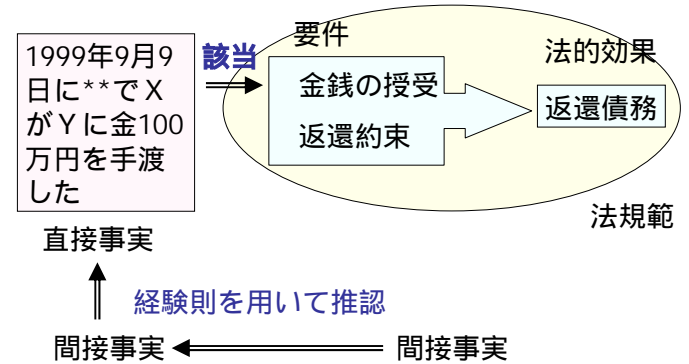 1999年9月9
日に**でX
がYに金100
万円を手渡
した
該当
要件
金銭の授受
返還約束
法的効果
返還債務
法規範
直接事実
経験則を用いて推認
間接事実
間接事実